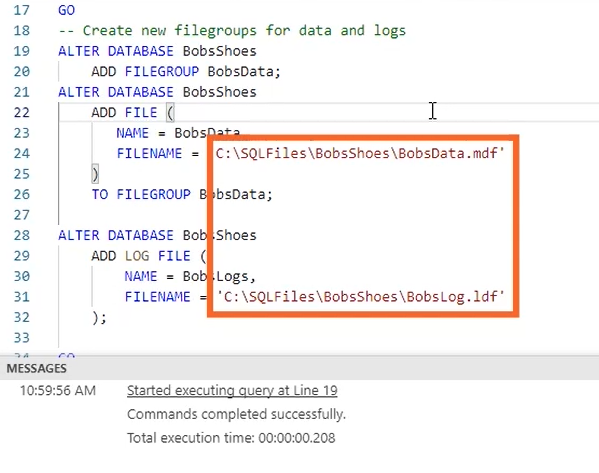 17 GO
18 -- Create new filegroups for data and logs
19 ALTER DATABASE BobsShoes
20 ADD FILEGROUP BobsData;
21 ALTER DATABASE BobsShoes
22 ADD FILE (
23 NAME = BobsData
24 FILENAME = C:\SQLFiles\BobsShoes\BobsData.mdf'
25 )
26 TO FILEGROUP BobsData;
27
28 ALTER DATABASE BobsShoes
29 ADD LOG FILE (
30 NAME = BobsLogs,
31 FILENAME = 'C:\SQLFiles\BobsShoes\BobsLog.ldf'
32 );
33
34 GO
MESSAGES
10:59:56 AM Started executing query at Line 19
Commands completed successfully.
Total execution time: 00:00:00.208